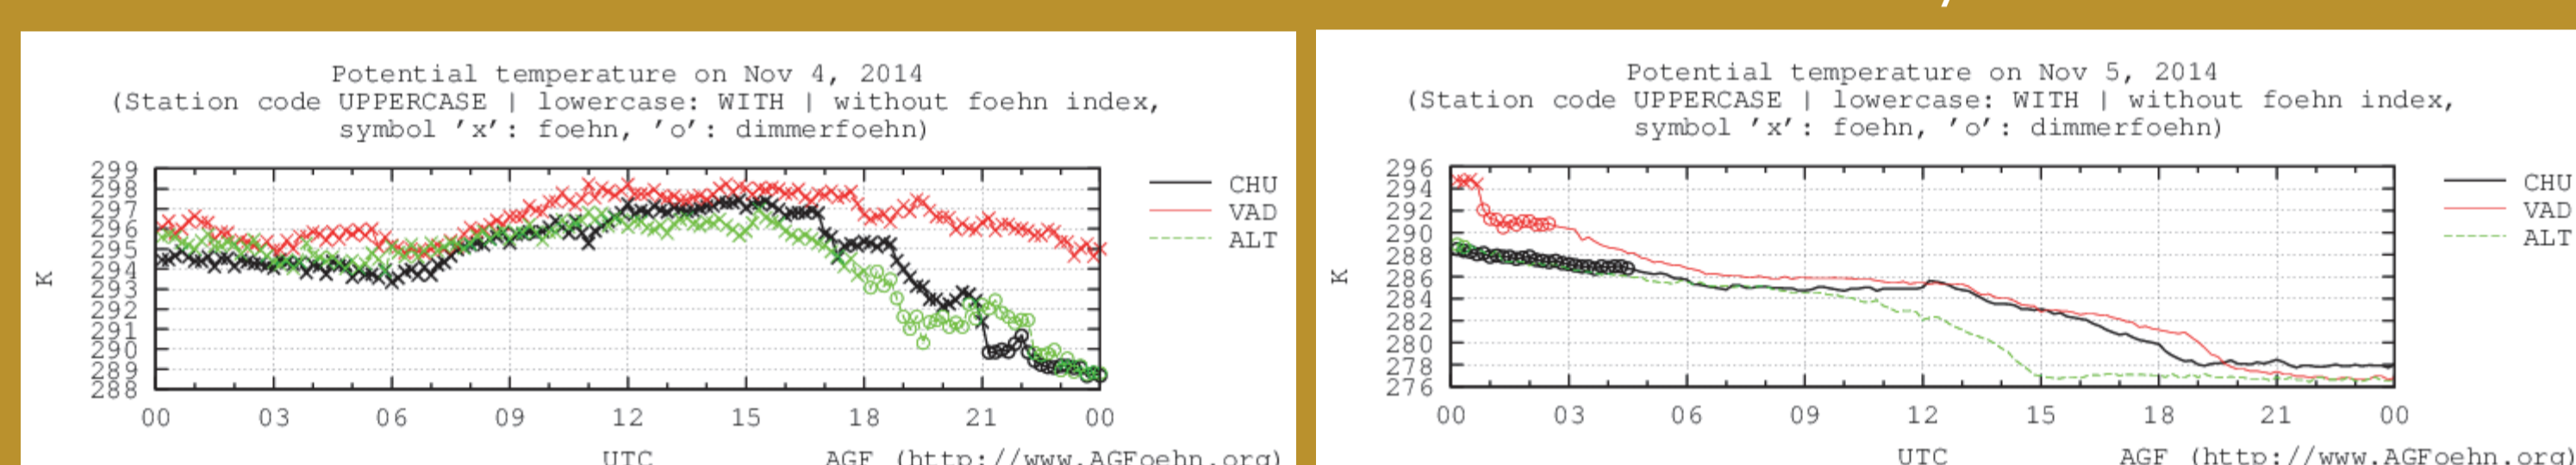 Potential temperature on Nov 4, 2014
(Station code UPPERCASE | lowercase: WITH | without foehn index,
symbol 'x': foehn, 'o': dimmerfoehn)
299
298
297
296
295
294
293
292
291
290
289
288
K
00 03 06 09 12 15 18 21 00
CHU
VAD
ALT
UTC AGF (http://www.AGFoehn.org)
Potential temperature on Nov 5, 2014
(Station code UPPERCASE | lowercase: WITH | without foehn index,
symbol 'x': foehn, 'o': dimmerfoehn)
296
294
292
290
288
286
284
282
280
278
276
K
00 03 06 09 12 15 18 21 00
CHU
VAD
ALT
UTC AGF (http://www.AGFoehn.org)